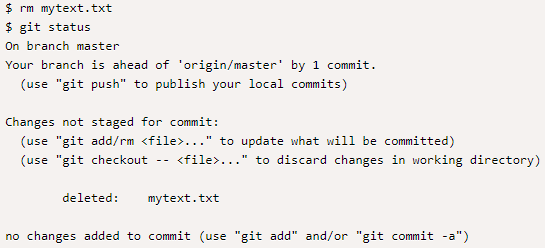 $ rm mytext.txt
$ git status
On branch master
Your branch is ahead of 'origin/master' by 1 commit.
  (use "git push" to publish your local commits)

Changes not staged for commit:
  (use "git add/rm <file>..." to update what will be committed)
  (use "git checkout -- <file>..." to discard changes in working directory)

        deleted:    mytext.txt

no changes added to commit (use "git add" and/or "git commit -a")